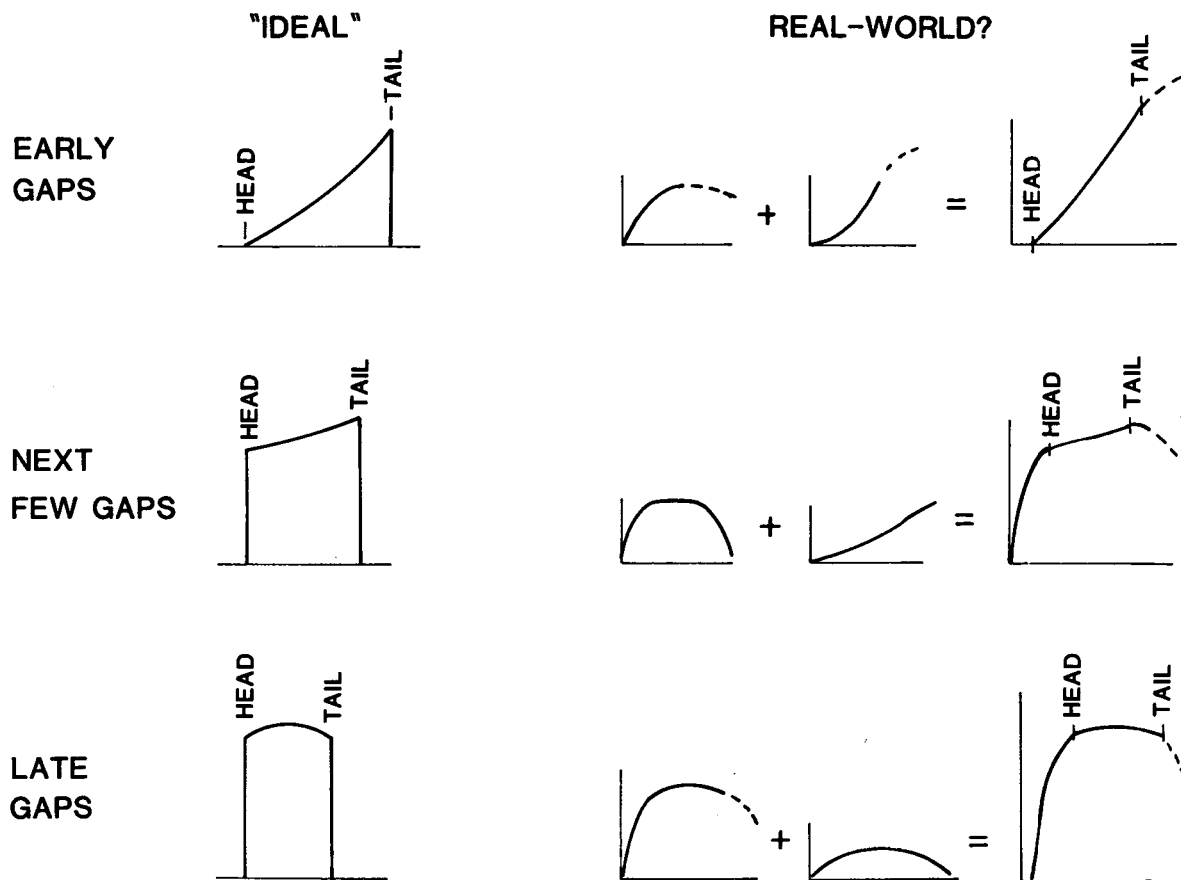 "IDEAL"
REAL-WORLD?
EARLY
GAPS
HEAD
TAIL
+
=
HEAD
TAIL
NEXT
FEW GAPS
HEAD
TAIL
+
=
HEAD
TAIL
LATE
GAPS
HEAD
TAIL
+
=
HEAD
TAIL